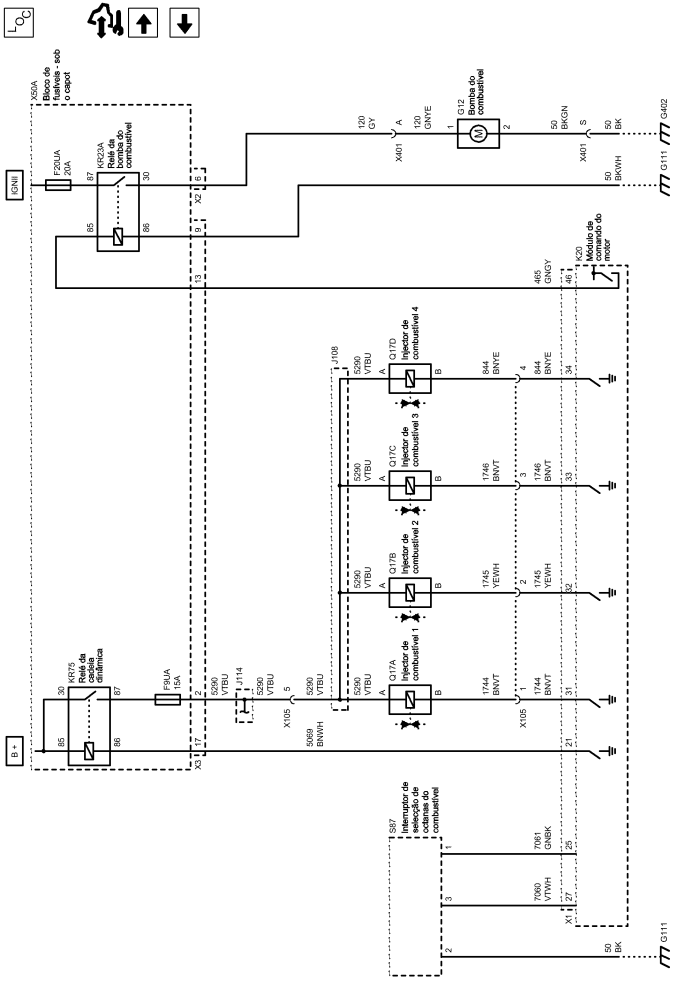 LOC
X50A
Bloco de
fusíveis - sob
o capot
IGNII
F20UA
20A
KR23A
Relé da
bomba do
combustível
87
30
85
86
6
X2
9
13
120
GY
A
X401
120
GNYE
G12
Bomba do
combustível
1
M
2
50
BKGN
S
X401
50
BK
G402
50
BKWH
G111
465
GNGY
46
K20
Módulo de
comando do
motor
B +
KR75
Relé da
cadeia
dinâmica
30
87
85
86
F9UA
15A
2
17
X3
5290
VTBU
J114
5290
VTBU
5
X105
5290
VTBU
5069
BNWH
J108
5290
VTBU
A
Q17D
Injector de
combustível 4
B
844
BNYE
4
844
BNYE
34
5290
VTBU
A
Q17C
Injector de
combustível 3
B
1746
BNVT
3
1746
BNVT
33
5290
VTBU
A
Q17B
Injector de
combustível 2
B
1745
YEWH
2
1745
YEWH
32
5290
VTBU
A
Q17A
Injector de
combustível 1
B
1744
BNVT
1
X105
1744
BNVT
31
21
S87
Interruptor de
selecção de
octanas do
combustível
1
7061
GNBK
25
3
7060
VTWH
27
X1
2
50
BK
G111